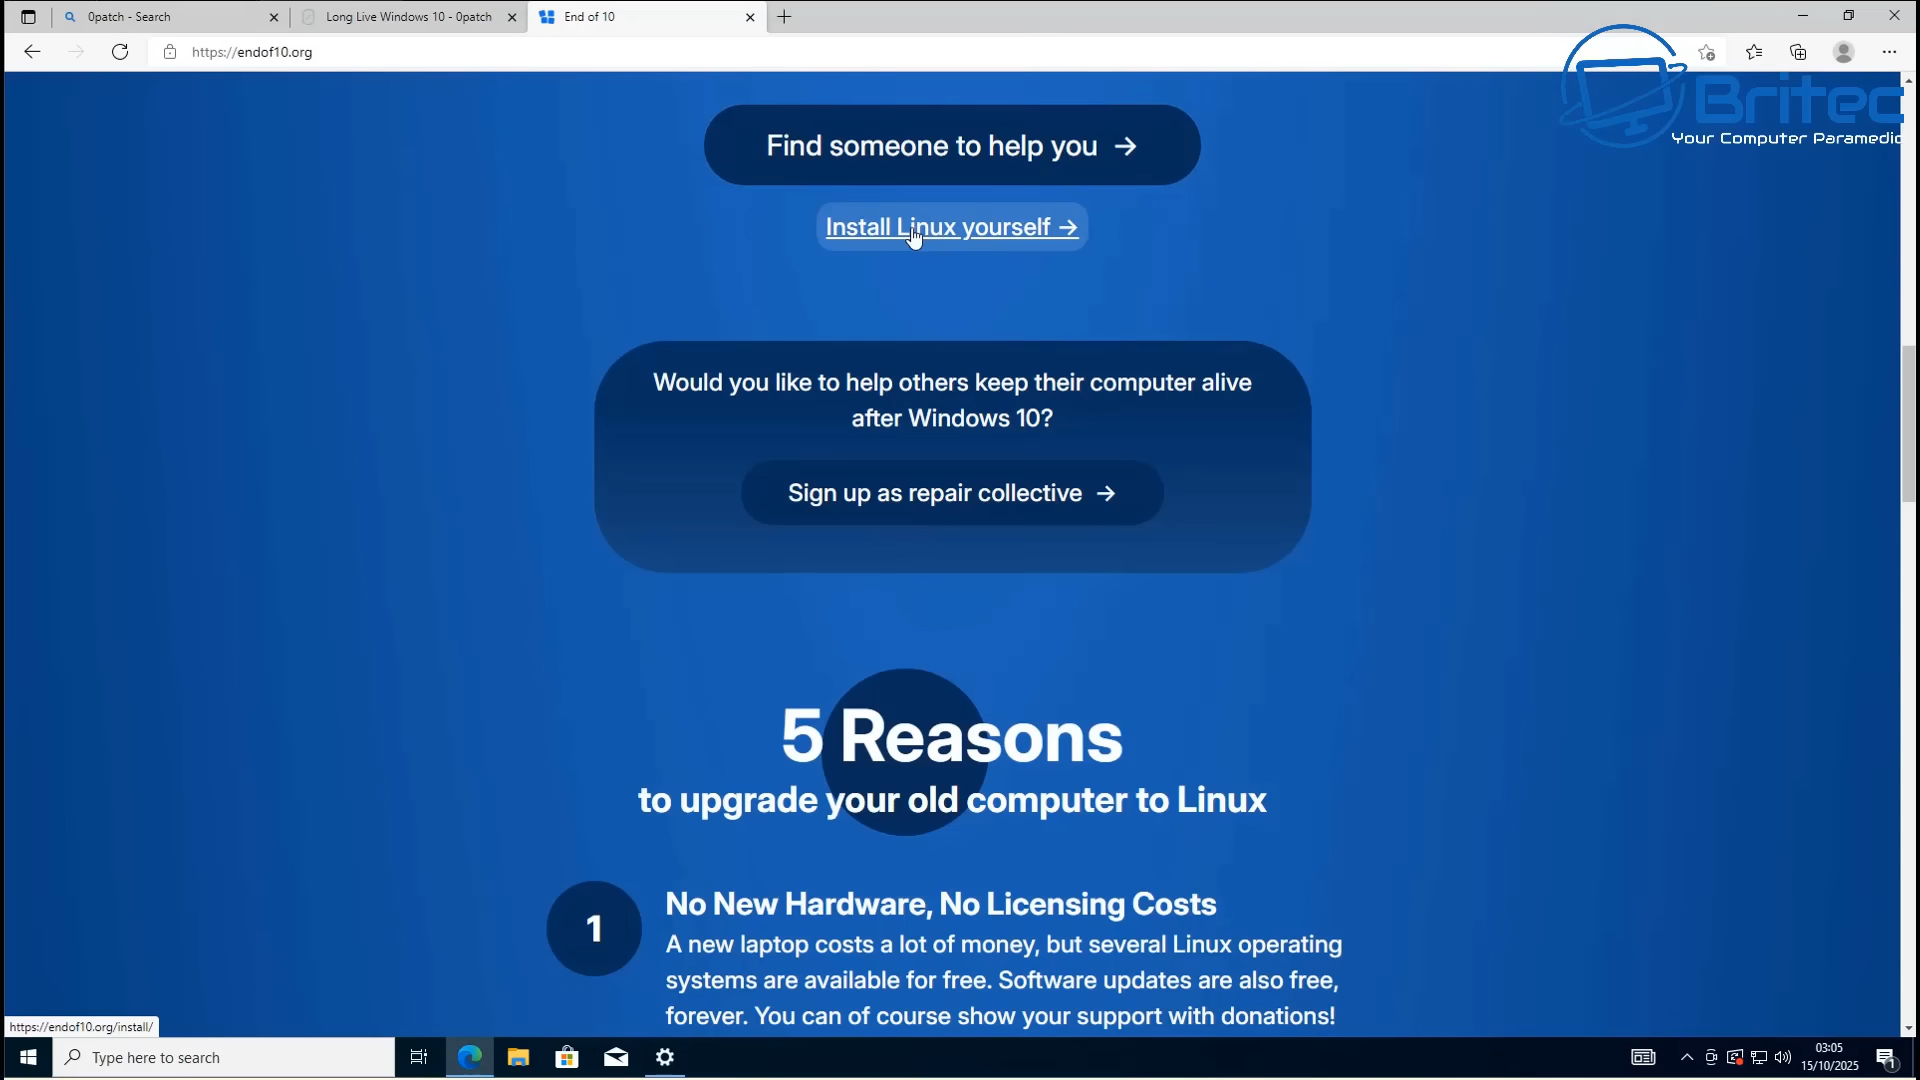 0patch - Search
Long Live Windows 10 - 0patch
End of 10
https://endof10.org
Britec
Your Computer Paramedic
Find someone to help you →
Install Linux yourself →
Would you like to help others keep their computer alive
after Windows 10?
Sign up as repair collective →
5 Reasons
to upgrade your old computer to Linux
1
No New Hardware, No Licensing Costs
A new laptop costs a lot of money, but several Linux operating
systems are available for free. Software updates are also free,
forever. You can of course show your support with donations!
https://endof10.org/install/
Type here to search
03:05
15/10/2025
1